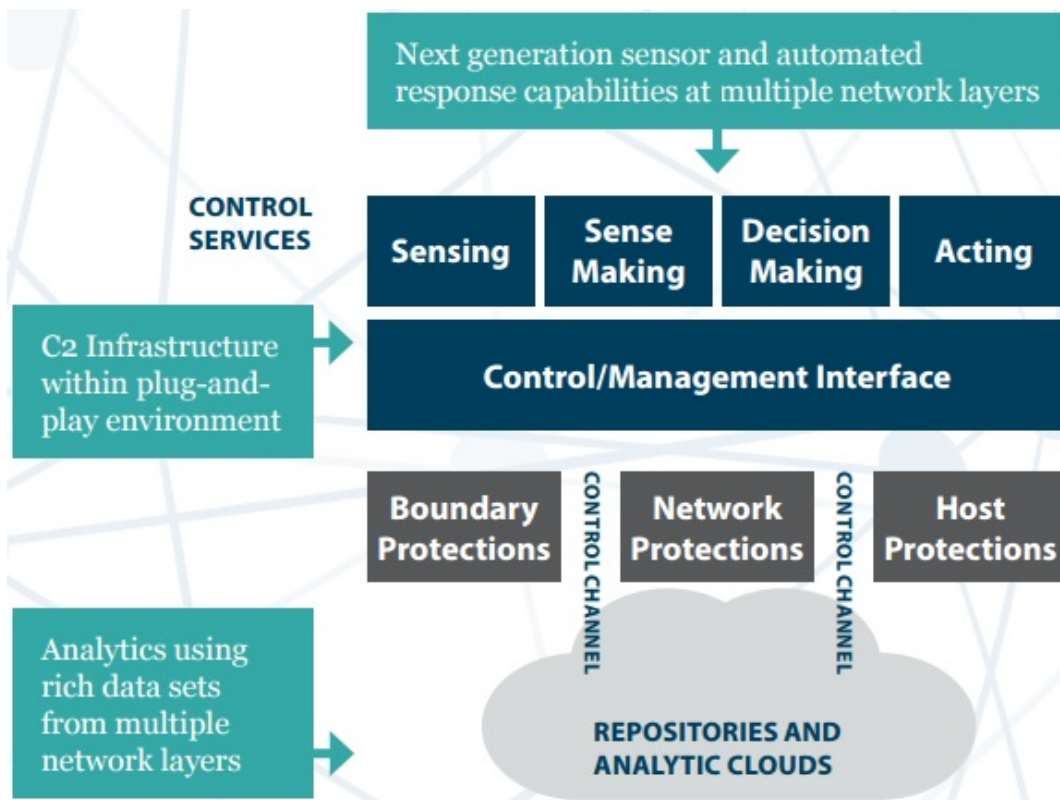 Next generation sensor and automated
response capabilities at multiple network layers
CONTROL
SERVICES
Sensing
Sense
Making
Decision
Making
Acting
C2 Infrastructure
within plug-and-
play environment
Control/Management Interface
Boundary
Protections
CONTROL CHANNEL
Network
Protections
CONTROL CHANNEL
Host
Protections
Analytics using
rich data sets
from multiple
network layers
REPOSITORIES AND
ANALYTIC CLOUDS